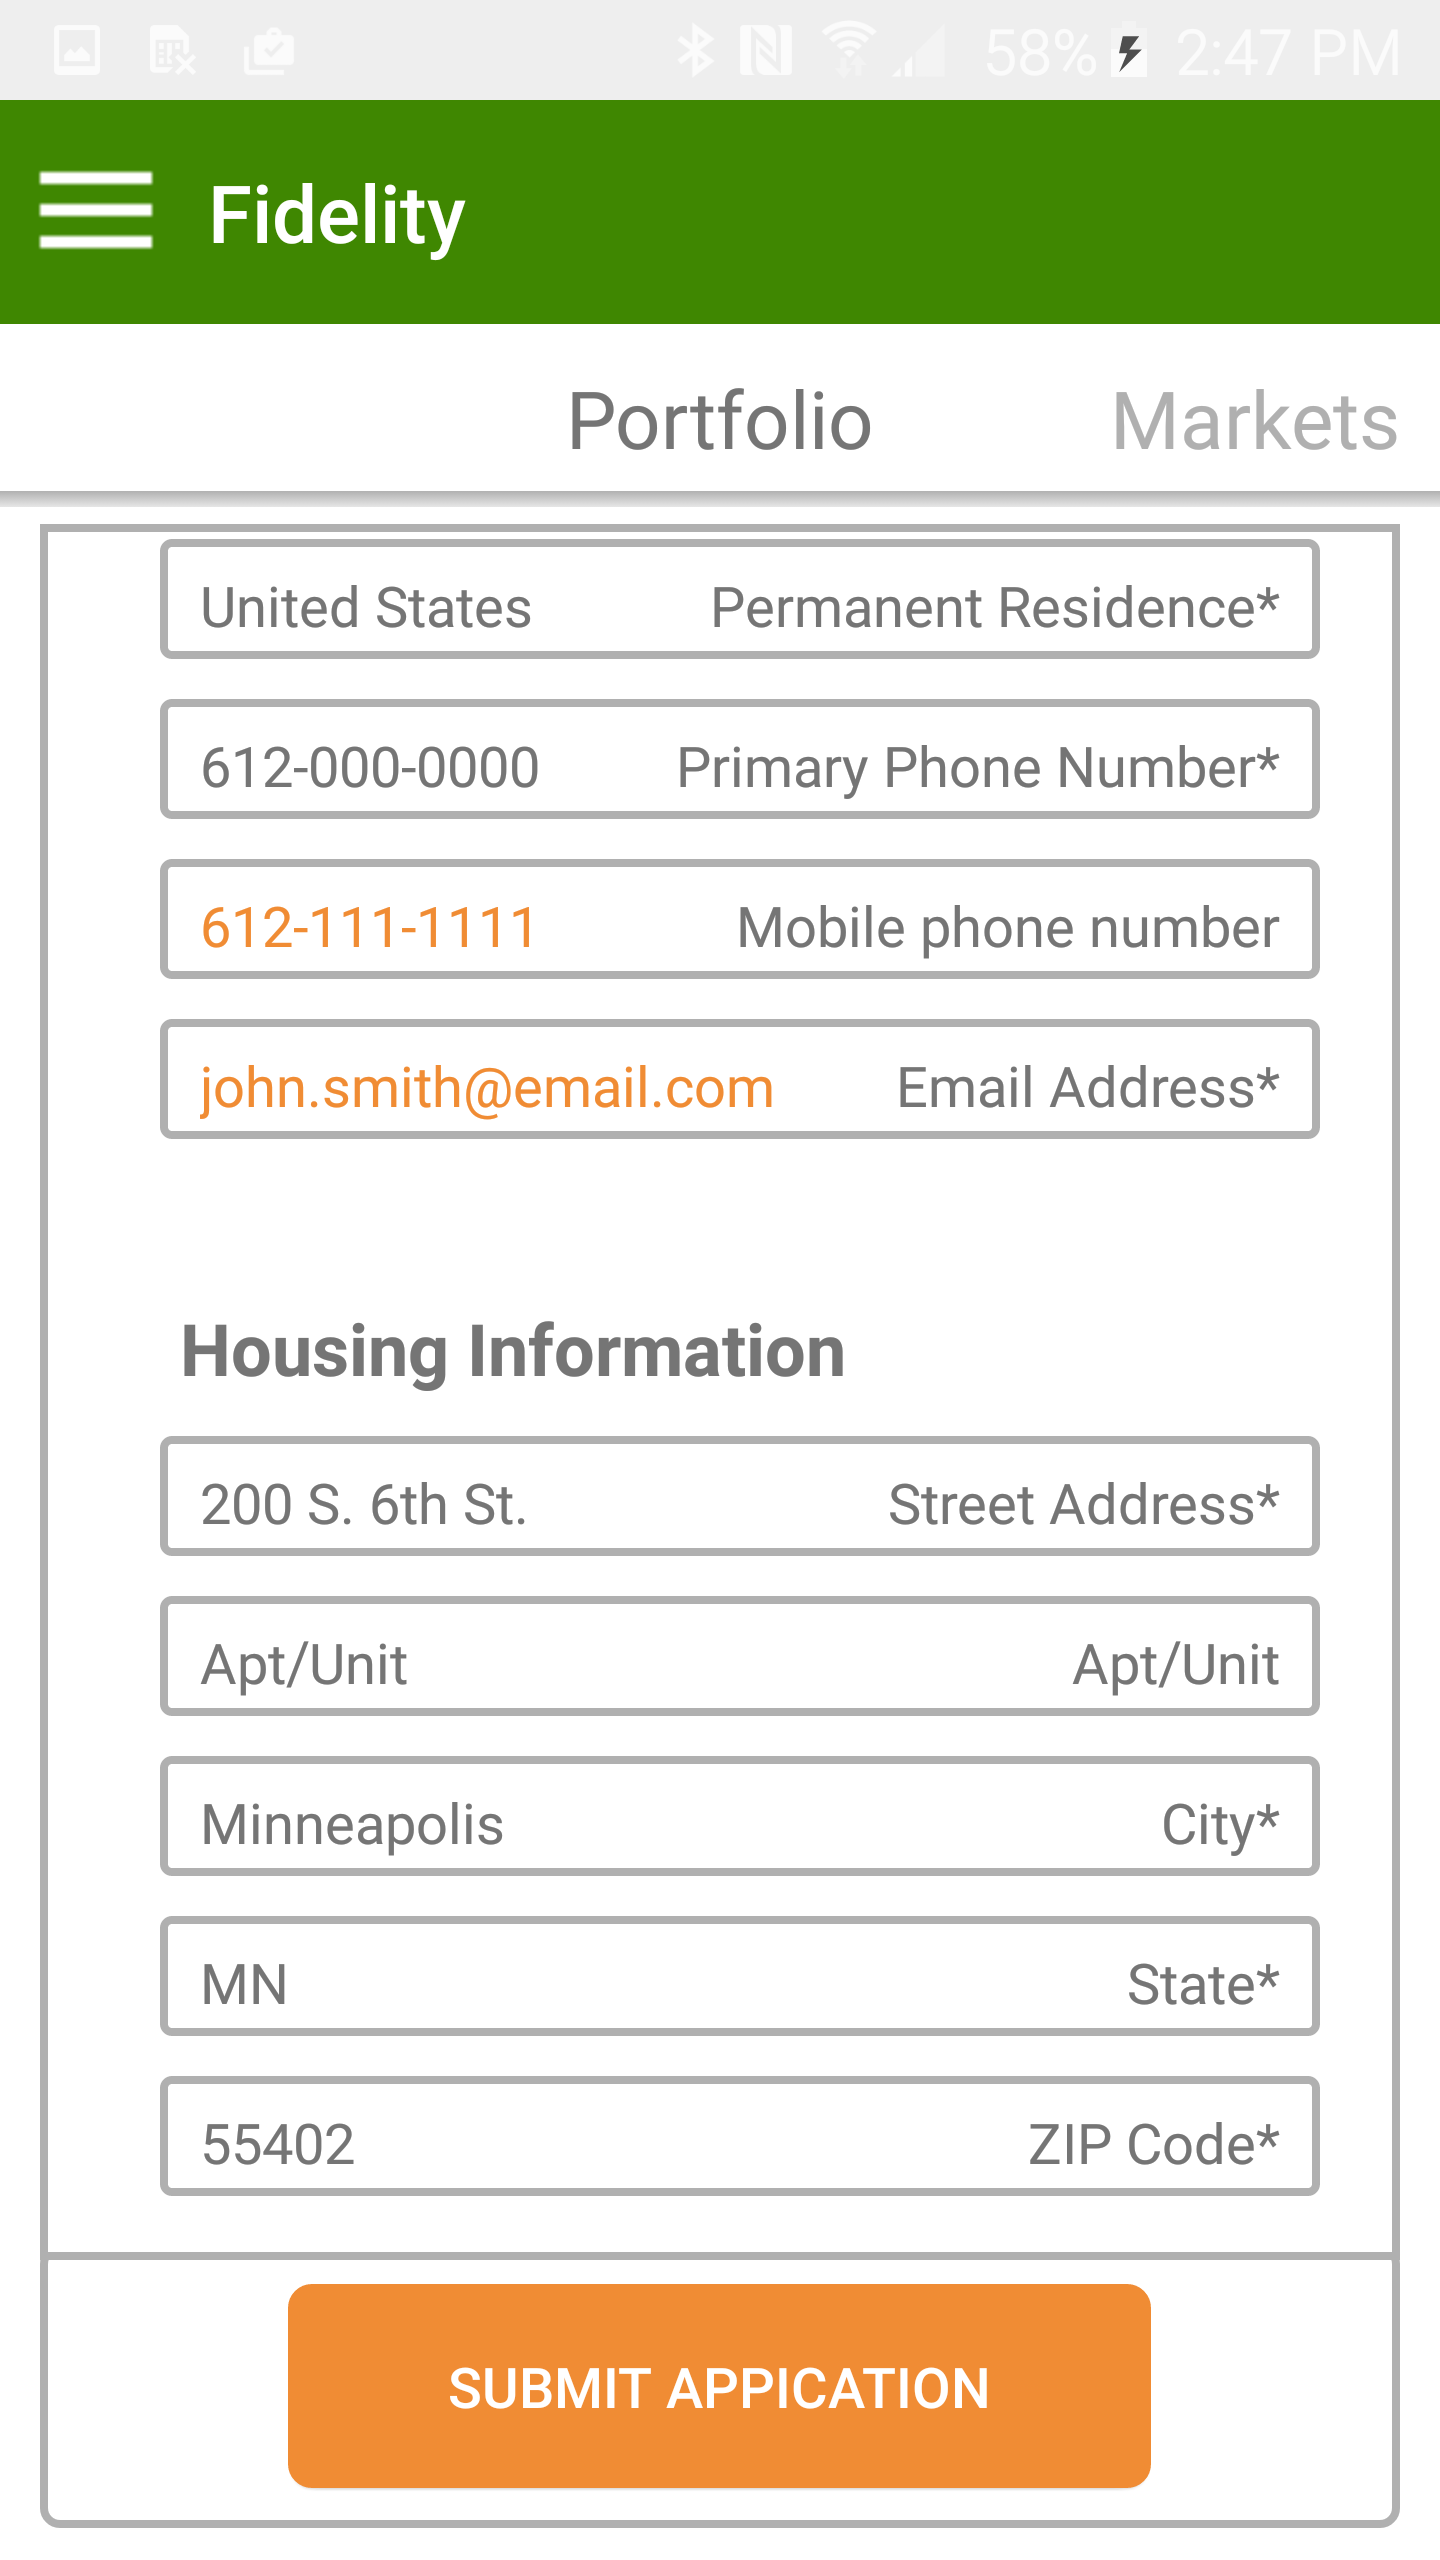 58% 2:47 PM
Fidelity
Portfolio Markets
United States Permanent Residence*
612-000-0000 Primary Phone Number*
612-111-1111 Mobile phone number
john.smith@email.com Email Address*
Housing Information
200 S. 6th St. Street Address*
Apt/Unit Apt/Unit
Minneapolis City*
MN State*
55402 ZIP Code*
SUBMIT APPICATION